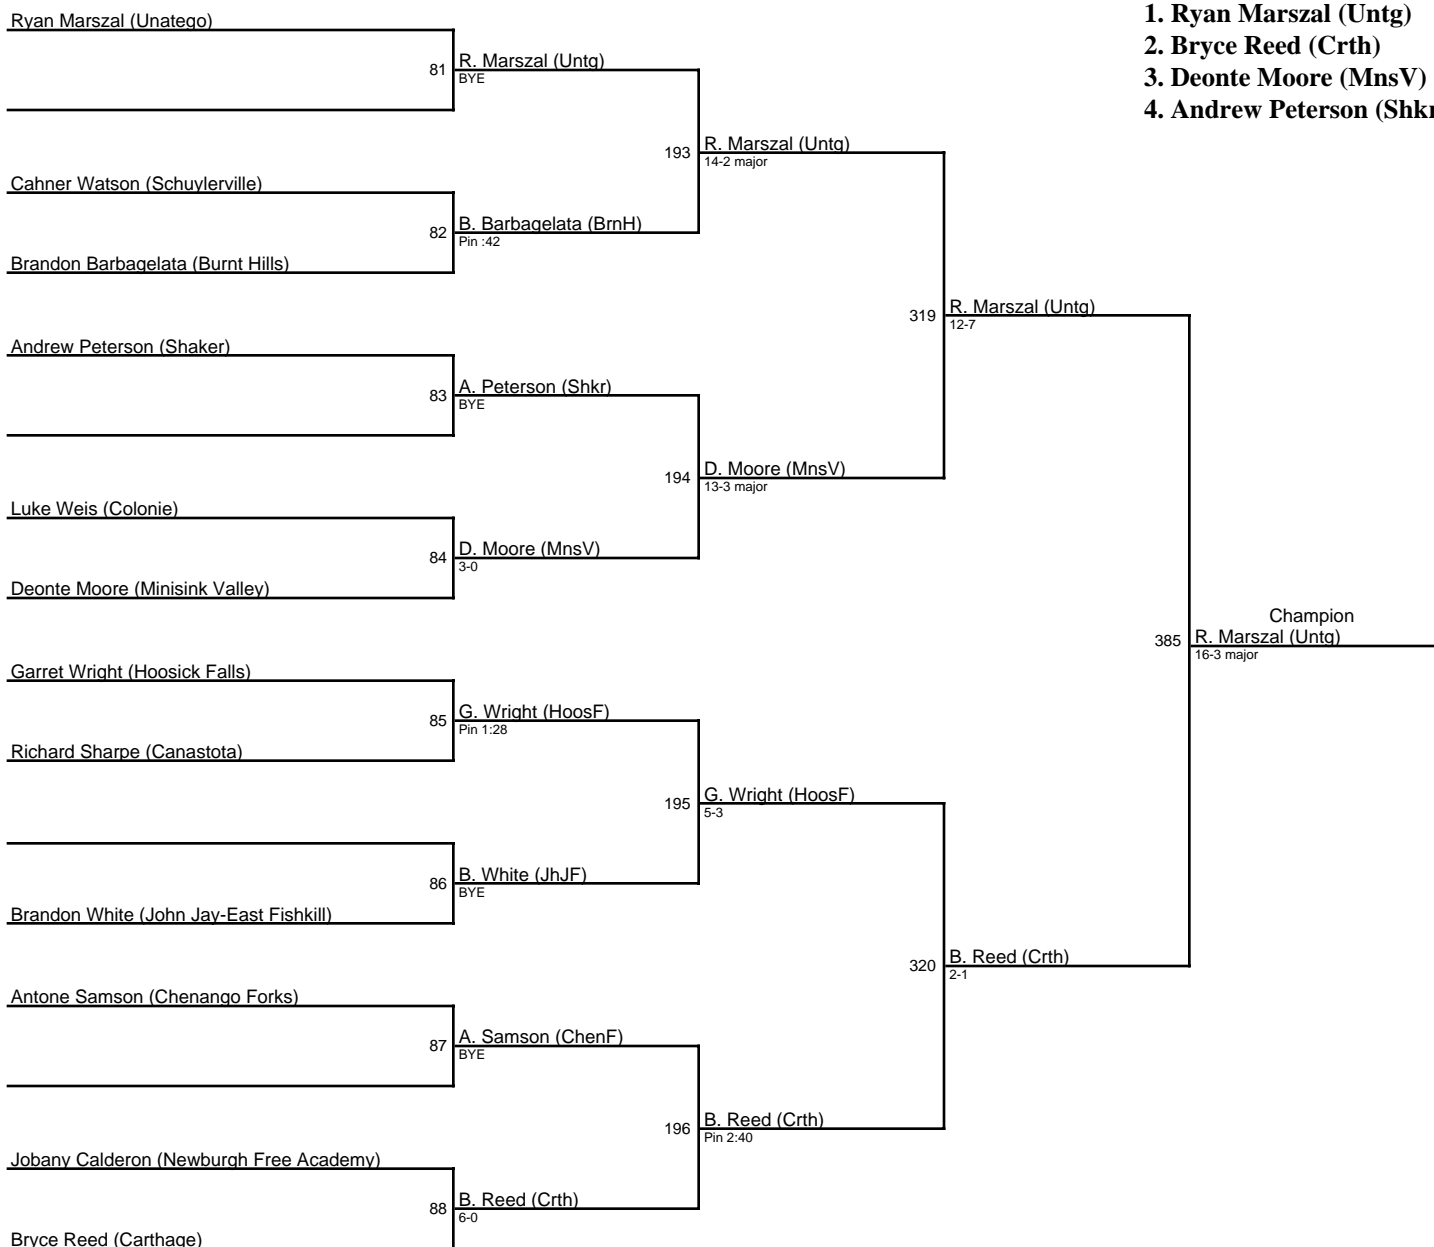 1. Ryan Marszal (Untg)
2. Bryce Reed (Crth)
3. Deonte Moore (MnsV)
4. Andrew Peterson (Shkr
Ryan Marszal (Unatego)
81
R. Marszal (Untg)
BYE
193
R. Marszal (Untg)
14-2 major
Cahner Watson (Schuylerville)
82
B. Barbagelata (BrnH)
Pin :42
Brandon Barbagelata (Burnt Hills)
319
R. Marszal (Untg)
12-7
Andrew Peterson (Shaker)
83
A. Peterson (Shkr)
BYE
194
D. Moore (MnsV)
13-3 major
Luke Weis (Colonie)
84
D. Moore (MnsV)
3-0
Deonte Moore (Minisink Valley)
Champion
385
R. Marszal (Untg)
16-3 major
Garret Wright (Hoosick Falls)
85
G. Wright (HoosF)
Pin 1:28
Richard Sharpe (Canastota)
195
G. Wright (HoosF)
5-3
86
B. White (JhJF)
BYE
Brandon White (John Jay-East Fishkill)
320
B. Reed (Crth)
2-1
Antone Samson (Chenango Forks)
87
A. Samson (ChenF)
BYE
196
B. Reed (Crth)
Pin 2:40
Jobany Calderon (Newburgh Free Academy)
88
B. Reed (Crth)
6-0
Bryce Reed (Carthage)